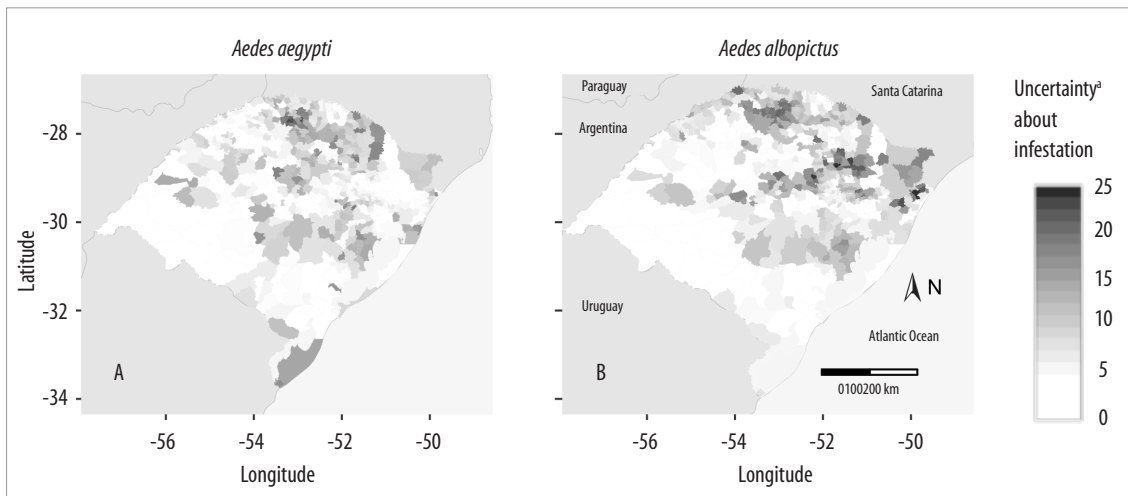 Aedes aegypti
-28
-30
-32
-34
Latitude
A
-56
-54
-52
-50
Longitude
Aedes albopictus
Paraguay
Santa Catarina
Argentina
Uruguay
N
Atlantic Ocean
B
0100200 km
-56
-54
-52
-50
Longitude
Uncertaintyᵃ
about
infestation
25
20
15
10
5
0